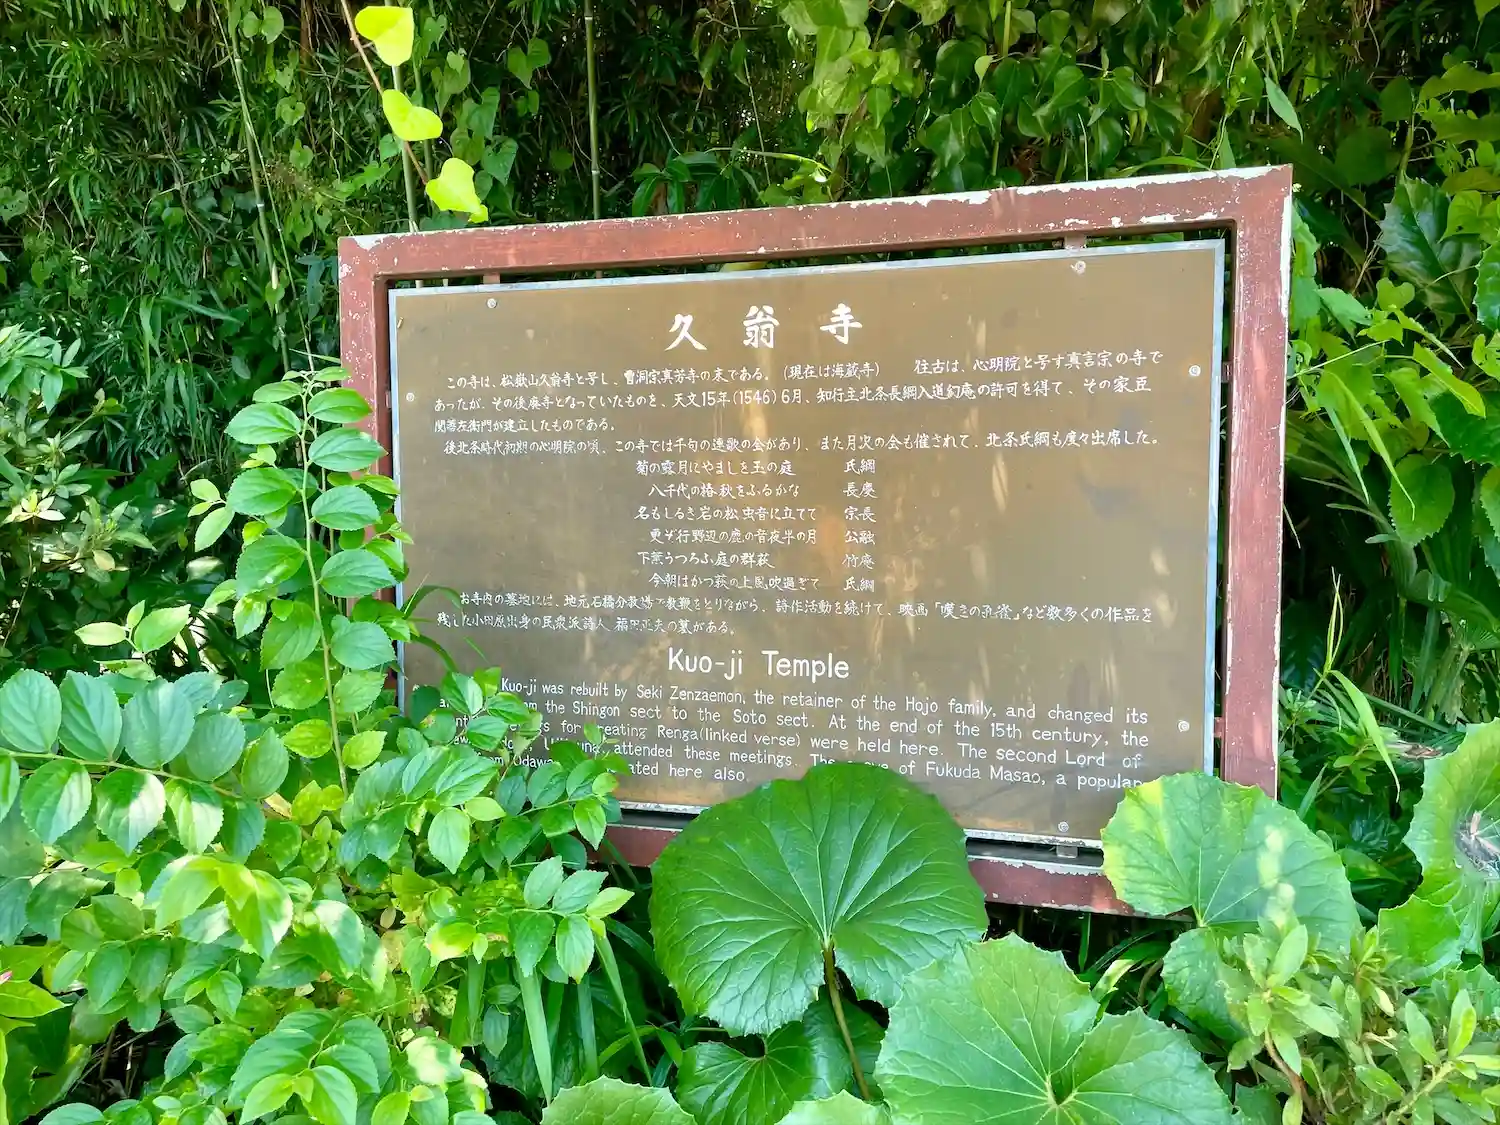 久翁寺
この寺は、松嶽山久翁寺と号し、曹洞宗真芳寺の末である。(現在は海蔵寺) 往古は、心明院と号す真言宗の寺で
あったが、その後廃寺となっていたものを、天文15年(1546)6月、知行主北条長綱入道幻庵の許可を得て、その家臣
関善左衛門が建立したものである。
後北条時代初期の心明院の頃、この寺では千句の連歌の会があり、また月次の会も催されて、北条氏綱も度々出席した。
菊の露月にやましを玉の庭 氏綱
八千代の椿秋をふるかな 長慶
名もしるき岩の松虫音に立てて 宗長
更ぞ行野辺の鹿の音夜半の月 公融
下葉うつろふ庭の群萩 竹庵
今朝はかつ萩の上風吹過ぎて 氏綱
お寺内の墓地には、地元石橋分教場で教鞭をとりながら、詩作活動を続けて、映画「嘆きの孔雀」など数多くの作品を
残した小田原出身の民衆派詩人 福田正夫の墓がある。
Kuo-ji Temple
Kuo-ji was rebuilt by Seki Zenzaemon, the retainer of the Hojo family, and changed its
from the Shingon sect to the Soto sect. At the end of the 15th century, the
for creating Renga(linked verse) were held here. The second Lord of
attended these meetings. The grave of Fukuda Masao, a popular
here also.